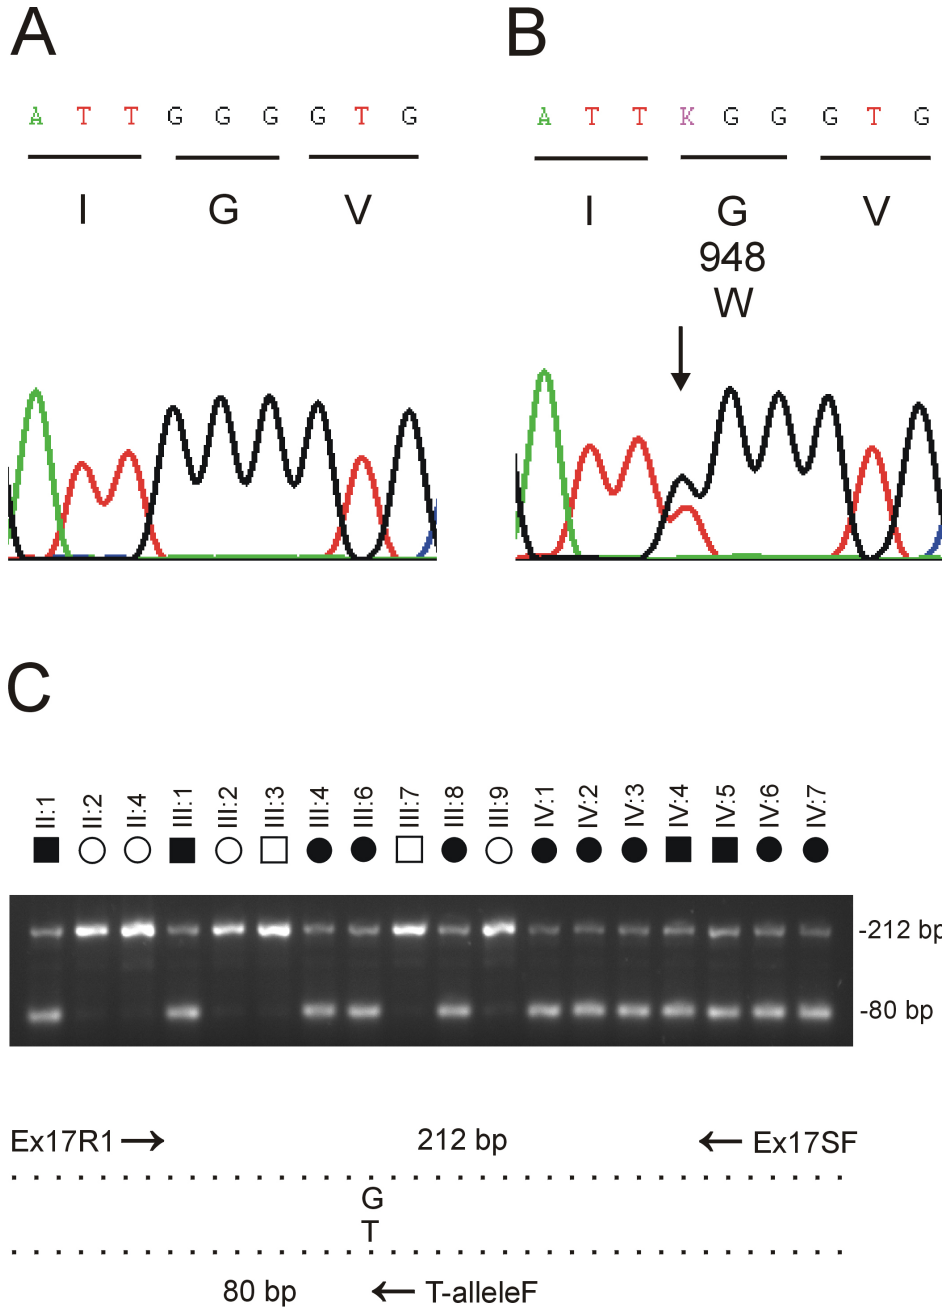 A
B
A T T G G G G T G
A T T K G G G T G
I G V
I G V
948
W
C
II:1 II:2 II:4 III:1 III:2 III:3 III:4 III:6 III:7 III:8 III:9 IV:1 IV:2 IV:3 IV:4 IV:5 IV:6 IV:7
-212 bp
-80 bp
Ex17R1 212 bp Ex17SF
G
T
80 bp T-alleleF